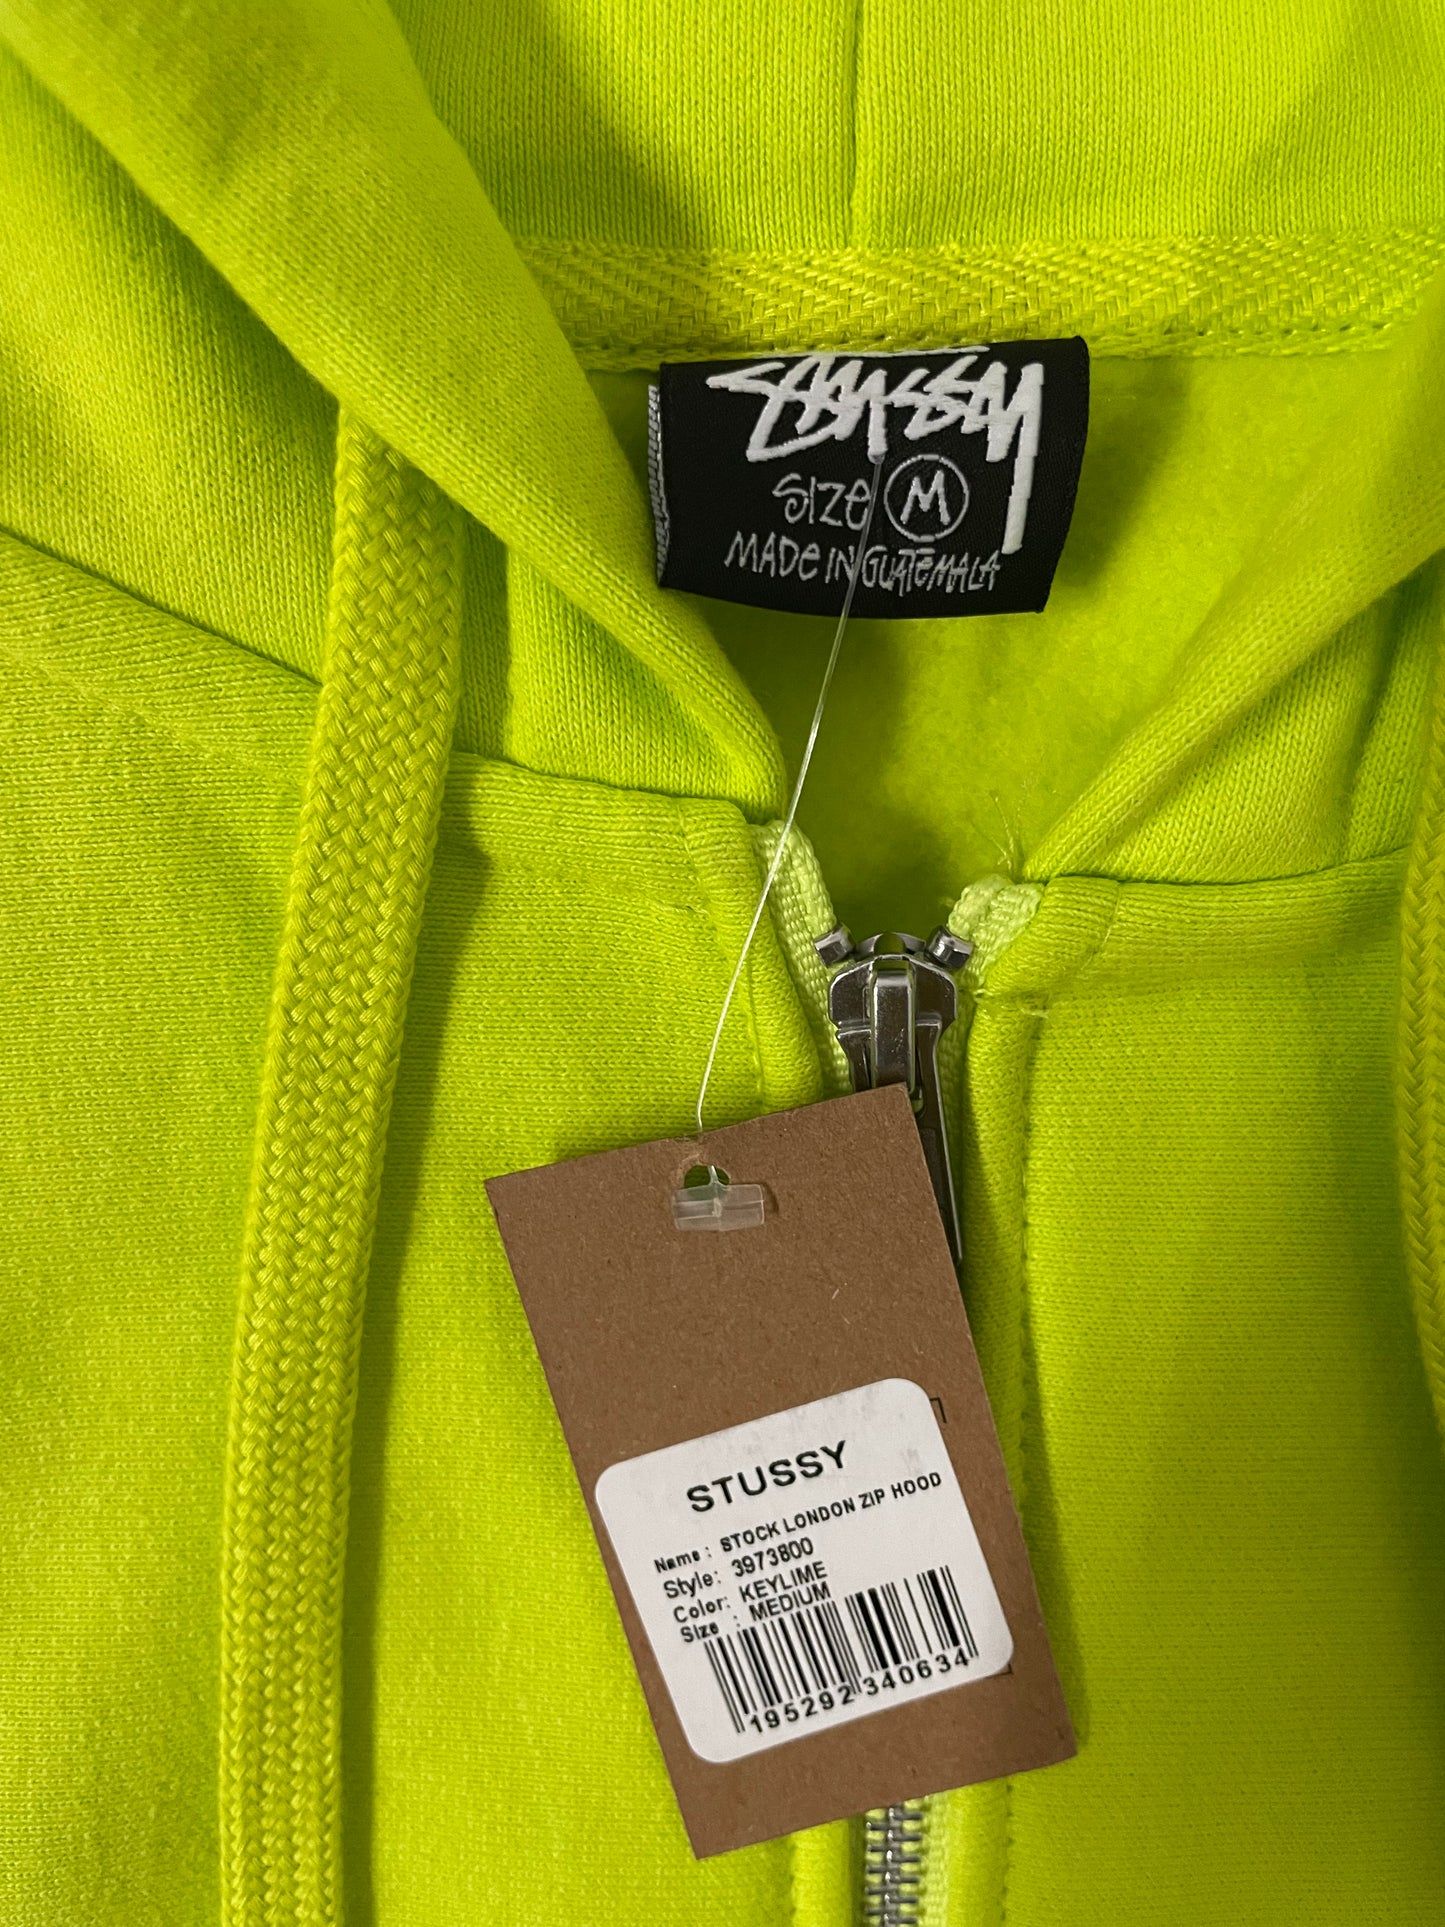 Stussy
Size M
MADE IN GUATEMALA
STUSSY
Name : STOCK LONDON ZIP HOOD
Style: 3973800
Color: KEYLIME
Size : MEDIUM
195292 340634